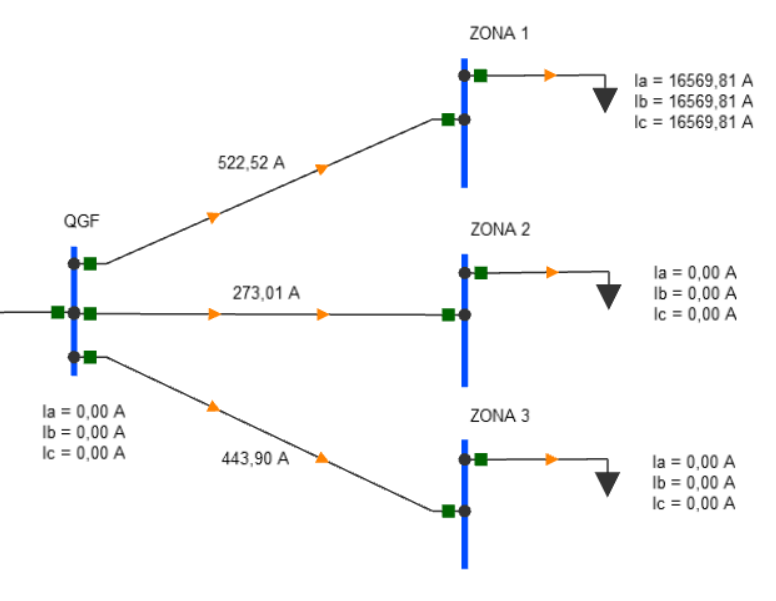 ZONA 1
Ia = 16569,81 A
Ib = 16569,81 A
Ic = 16569,81 A
522,52 A
QGF
ZONA 2
273,01 A
Ia = 0,00 A
Ib = 0,00 A
Ic = 0,00 A
Ia = 0,00 A
Ib = 0,00 A
Ic = 0,00 A
ZONA 3
443,90 A
Ia = 0,00 A
Ib = 0,00 A
Ic = 0,00 A